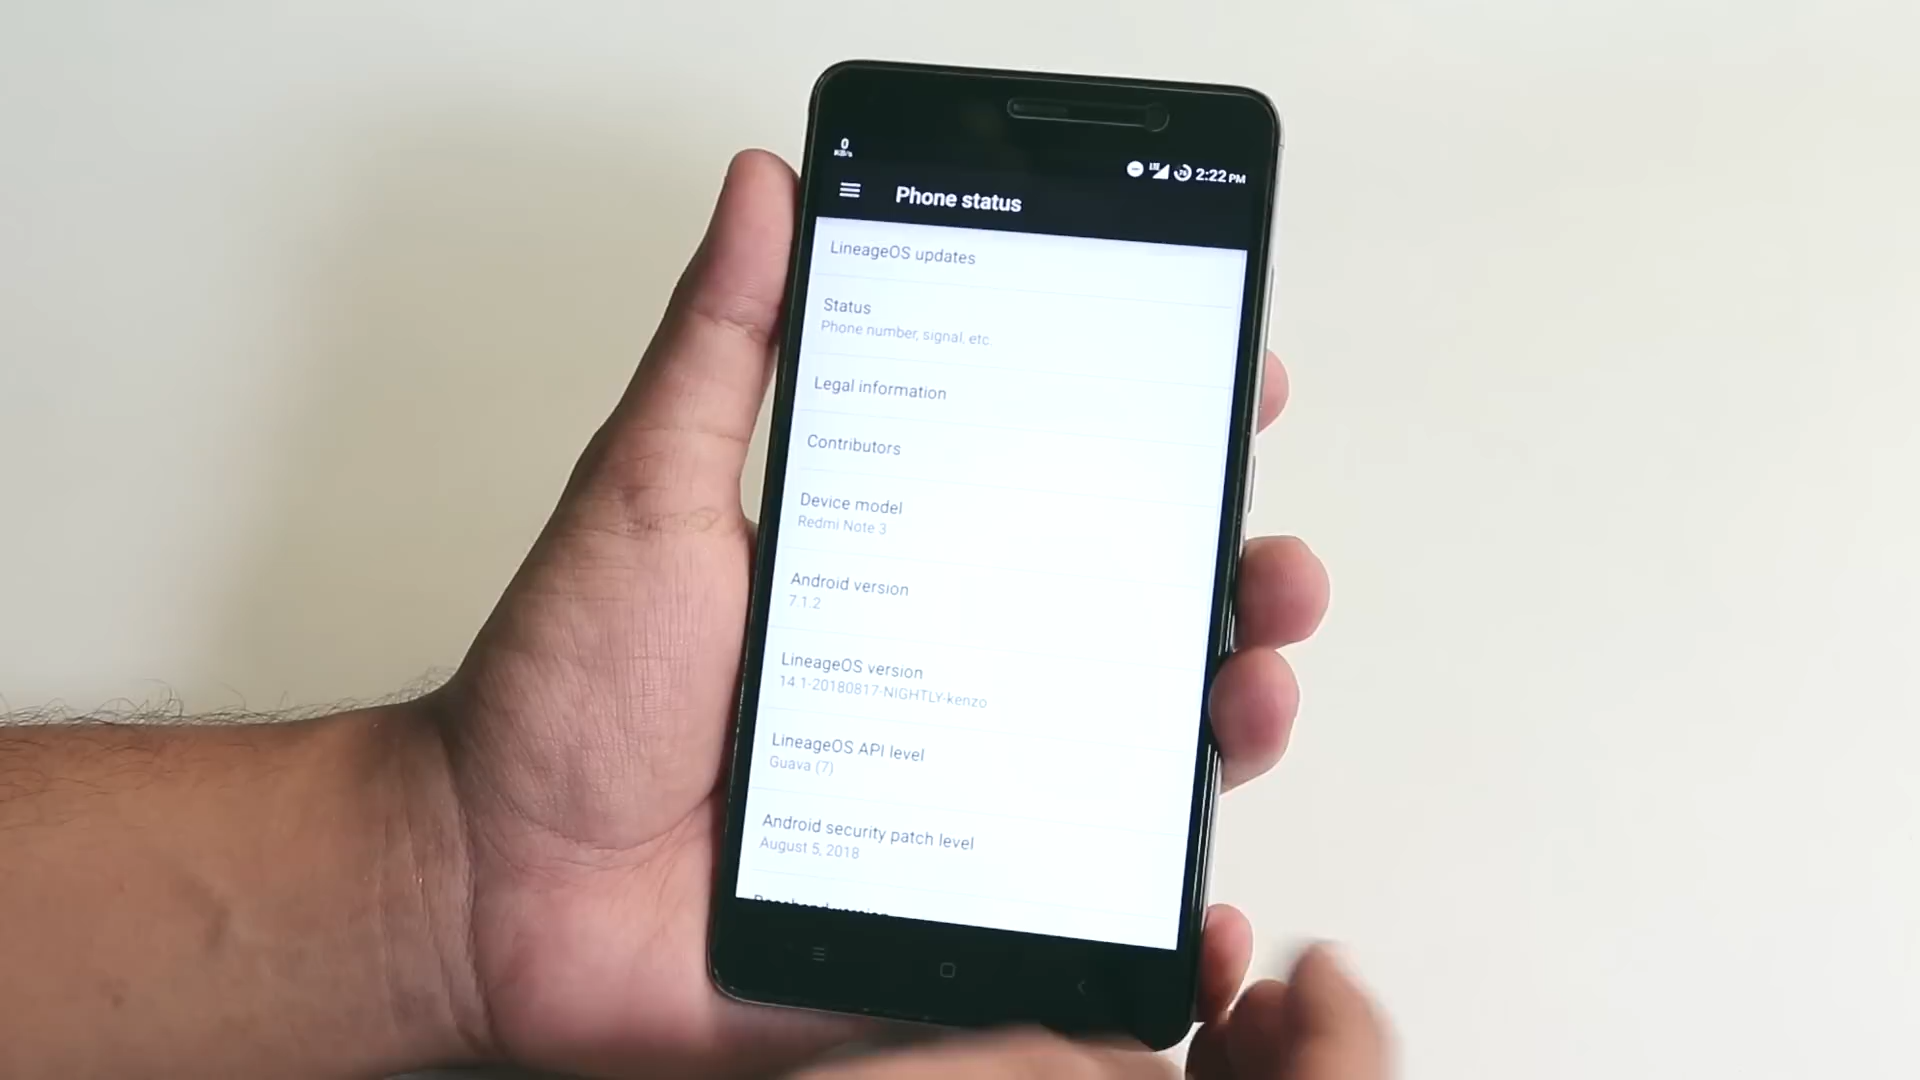 0
KB/s
LTE
2:22 PM
Phone status
LineageOS updates
Status
Phone number, signal, etc.
Legal information
Contributors
Device model
Redmi Note 3
Android version
7.1.2
LineageOS version
14.1-20180817-NIGHTLY-kenzo
LineageOS API level
Guava (7)
Android security patch level
August 5, 2018